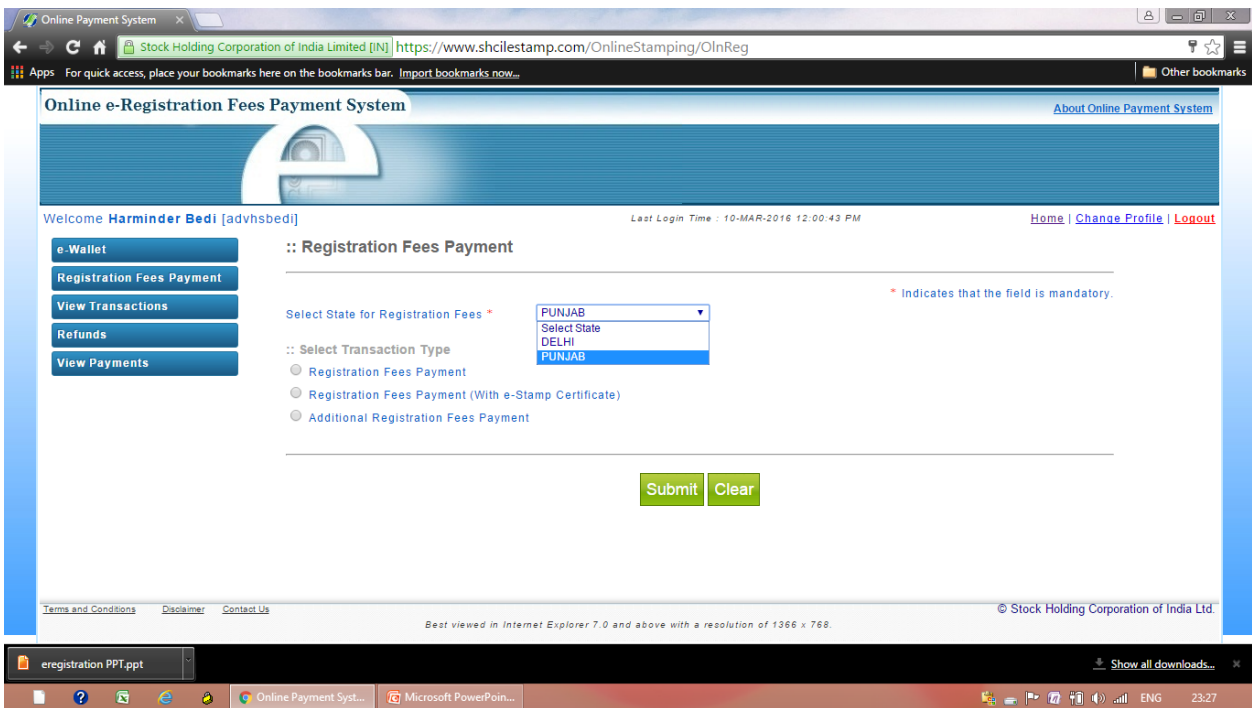 Online Payment System
Stock Holding Corporation of India Limited [IN] https://www.shcilestamp.com/OnlineStamping/OlnReg
Apps For quick access, place your bookmarks here on the bookmarks bar. Import bookmarks now... Other bookmarks
Online e-Registration Fees Payment System
About Online Payment System
Welcome Harminder Bedi [advhsbedi] Last Login Time : 10-MAR-2016 12:00:43 PM Home | Change Profile | Logout
e-Wallet
Registration Fees Payment
View Transactions
Refunds
View Payments
:: Registration Fees Payment
* Indicates that the field is mandatory.
Select State for Registration Fees * PUNJAB
Select State
DELHI
PUNJAB
:: Select Transaction Type
Registration Fees Payment
Registration Fees Payment (With e-Stamp Certificate)
Additional Registration Fees Payment
Submit Clear
Terms and Conditions Disclaimer Contact Us © Stock Holding Corporation of India Ltd.
Best viewed in Internet Explorer 7.0 and above with a resolution of 1366 x 768.
eregistration PPT.ppt Show all downloads...
Online Payment Syst... Microsoft PowerPoin... ENG 23:27